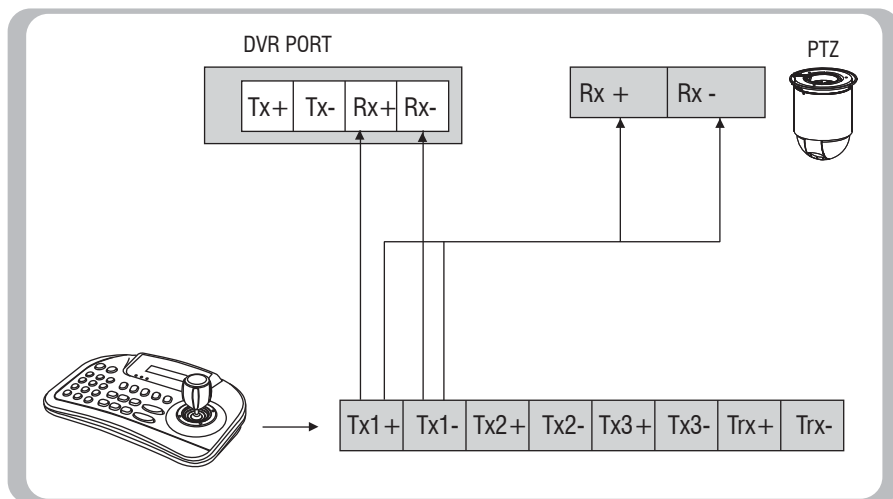 DVR PORT
PTZ
Tx+ Tx- Rx+ Rx-
Rx + Rx -
Tx1+ Tx1- Tx2+ Tx2- Tx3+ Tx3- Trx+ Trx-